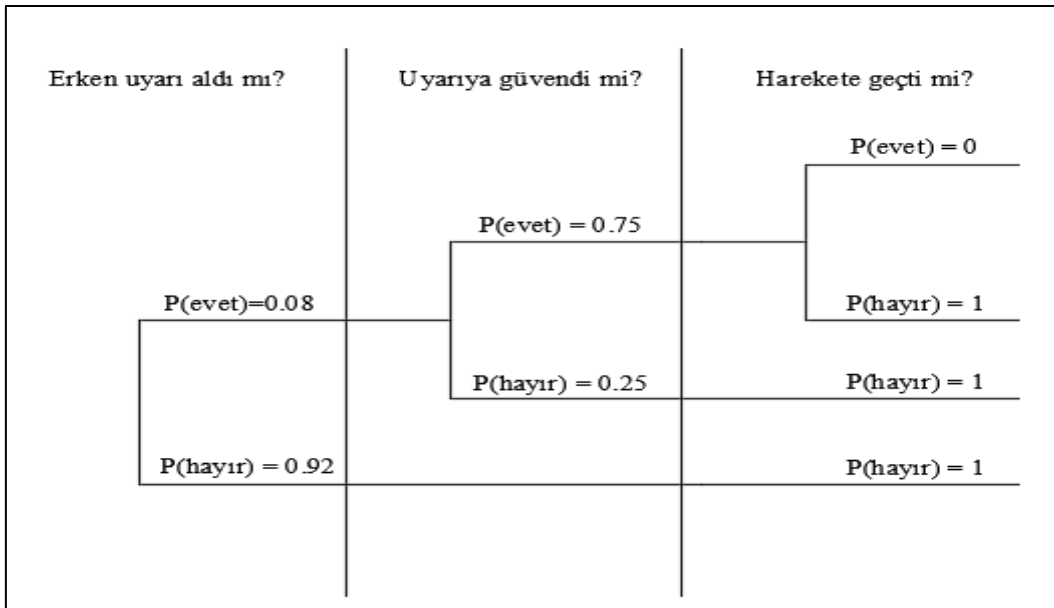 Erken uyarı aldı mı?
Uyarıya güvendi mi?
Harekete geçti mi?
P(evet) = 0
P(evet) = 0.75
P(evet)=0.08
P(hayır) = 1
P(hayır) = 0.25
P(hayır) = 1
P(hayır) = 0.92
P(hayır) = 1